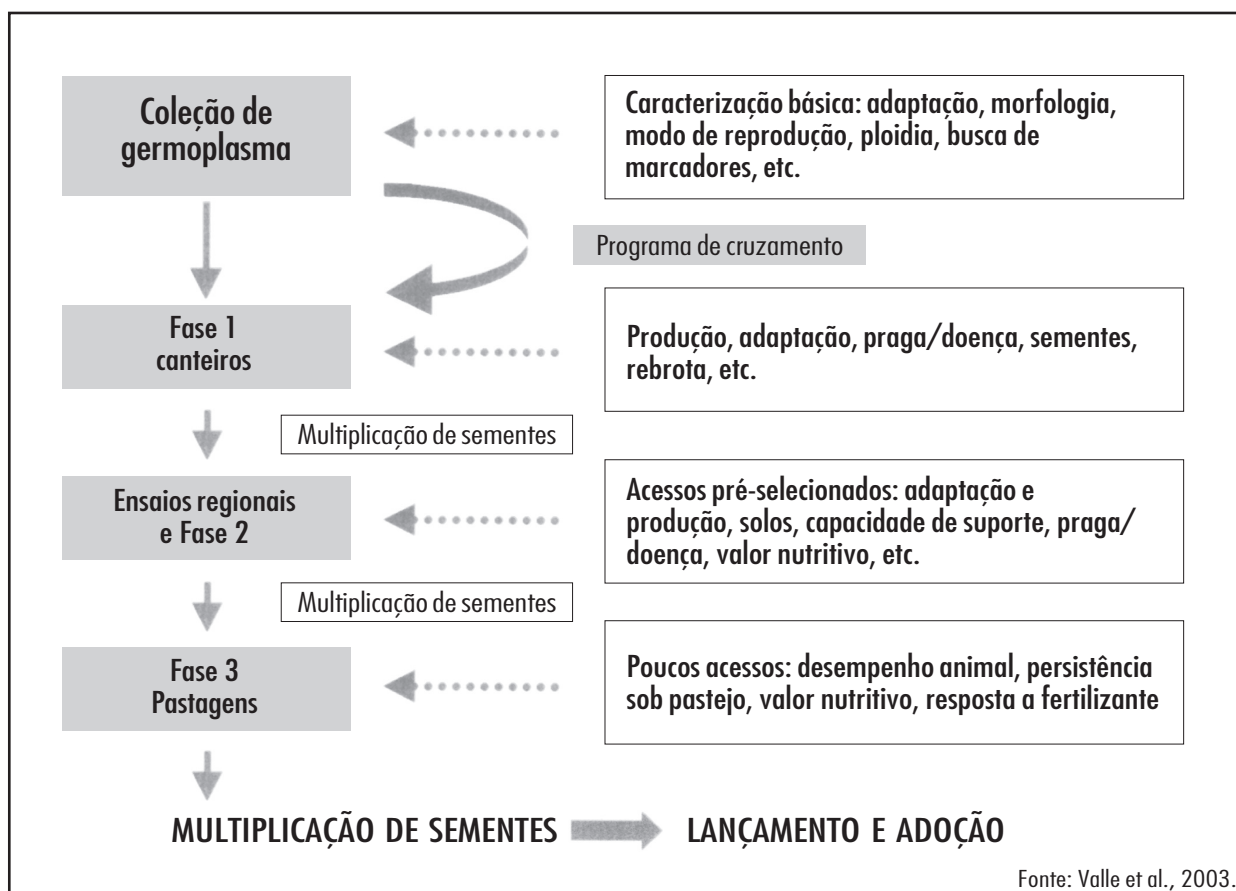 Coleção de
germoplasma
Caracterização básica: adaptação, morfologia,
modo de reprodução, ploidia, busca de
marcadores, etc.
Programa de cruzamento
Fase 1
canteiros
Produção, adaptação, praga/doença, sementes,
rebrota, etc.
Multiplicação de sementes
Ensaios regionais
e Fase 2
Acessos pré-selecionados: adaptação e
produção, solos, capacidade de suporte, praga/
doença, valor nutritivo, etc.
Multiplicação de sementes
Fase 3
Pastagens
Poucos acessos: desempenho animal, persistência
sob pastejo, valor nutritivo, resposta a fertilizante
MULTIPLICAÇÃO DE SEMENTES LANÇAMENTO E ADOÇÃO
Fonte: Valle et al., 2003.